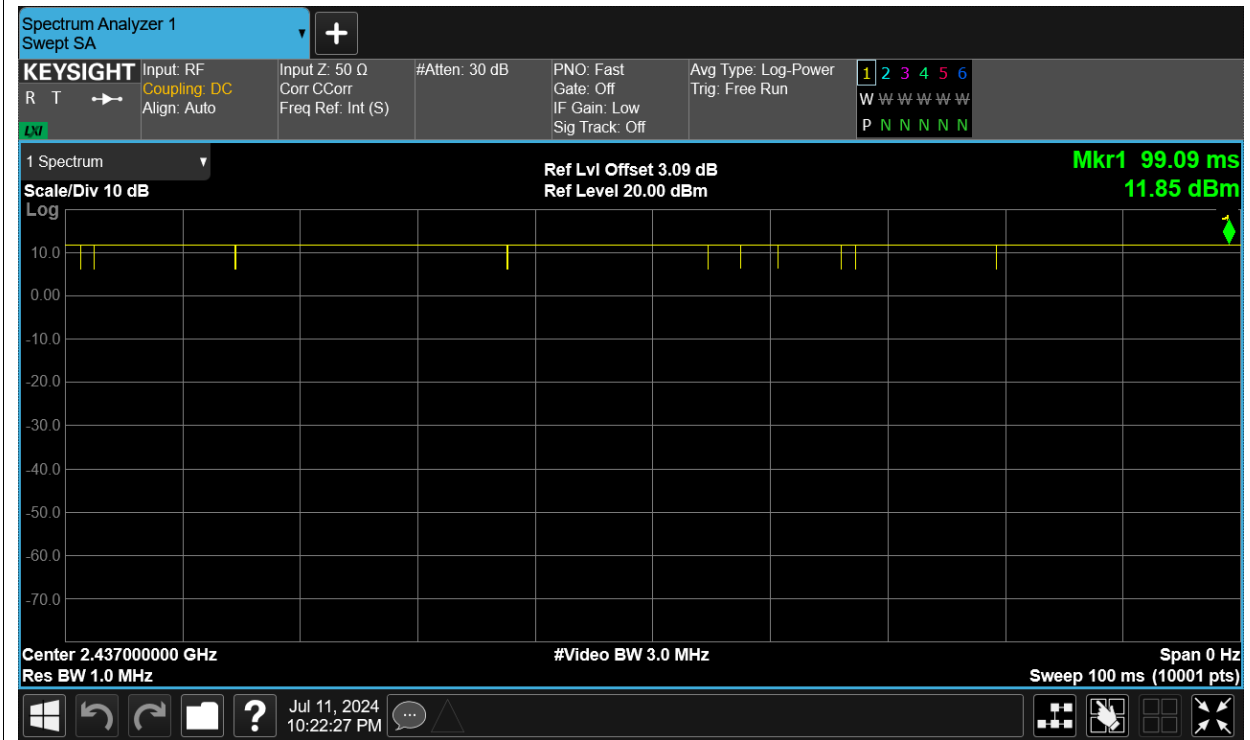 Spectrum Analyzer 1
Swept SA
KEYSIGHT
R T
LXI
Input: RF
Coupling: DC
Align: Auto
Input Z: 50 Ω
Corr CCorr
Freq Ref: Int (S)
#Atten: 30 dB
PNO: Fast
Gate: Off
IF Gain: Low
Sig Track: Off
Avg Type: Log-Power
Trig: Free Run
1 2 3 4 5 6
W W W W W W
P N N N N N
1 Spectrum
Scale/Div 10 dB
Log
Ref Lvl Offset 3.09 dB
Ref Level 20.00 dBm
Mkr1 99.09 ms
11.85 dBm
1
10.0
0.00
-10.0
-20.0
-30.0
-40.0
-50.0
-60.0
-70.0
Center 2.437000000 GHz
Res BW 1.0 MHz
#Video BW 3.0 MHz
Span 0 Hz
Sweep 100 ms (10001 pts)
?
Jul 11, 2024
10:22:27 PM